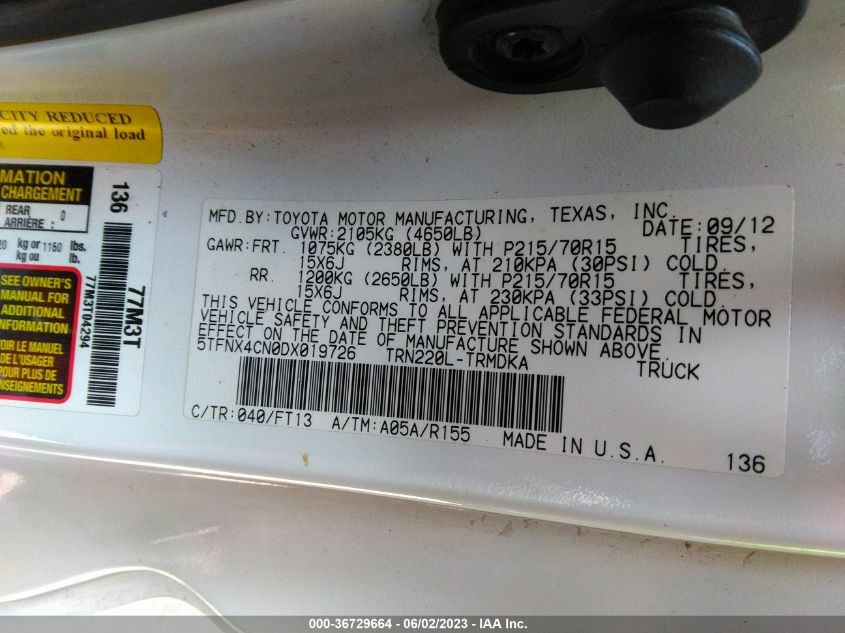 CITY REDUCED
ed the original load
MATION
CHARGEMENT
REAR
ARRIÈRE : 0
20 kg or 1160 lbs.
kg ou lb.
SEE OWNER'S
MANUAL FOR
ADDITIONAL
INFORMATION
VOIR LE MANUEL
DE L'USAGER
POUR PLUS DE
RENSEIGNEMENTS
136
77M3T
77M3T04294
MFD.BY:TOYOTA MOTOR MANUFACTURING, TEXAS, INC.
GVWR:2105KG (4650LB) DATE:09/12
GAWR:FRT. 1075KG (2380LB) WITH P215/70R15 TIRES,
15X6J RIMS, AT 210KPA (30PSI) COLD.
RR. 1200KG (2650LB) WITH P215/70R15 TIRES,
15X6J RIMS, AT 230KPA (33PSI) COLD.
THIS VEHICLE CONFORMS TO ALL APPLICABLE FEDERAL MOTOR
VEHICLE SAFETY AND THEFT PREVENTION STANDARDS IN
EFFECT ON THE DATE OF MANUFACTURE SHOWN ABOVE.
5TFNX4CN0DX019726 TRN220L-TRMDKA TRUCK
C/TR:040/FT13 A/TM:A05A/R155 MADE IN U.S.A.
136
000-36729664 - 06/02/2023 - IAA Inc.